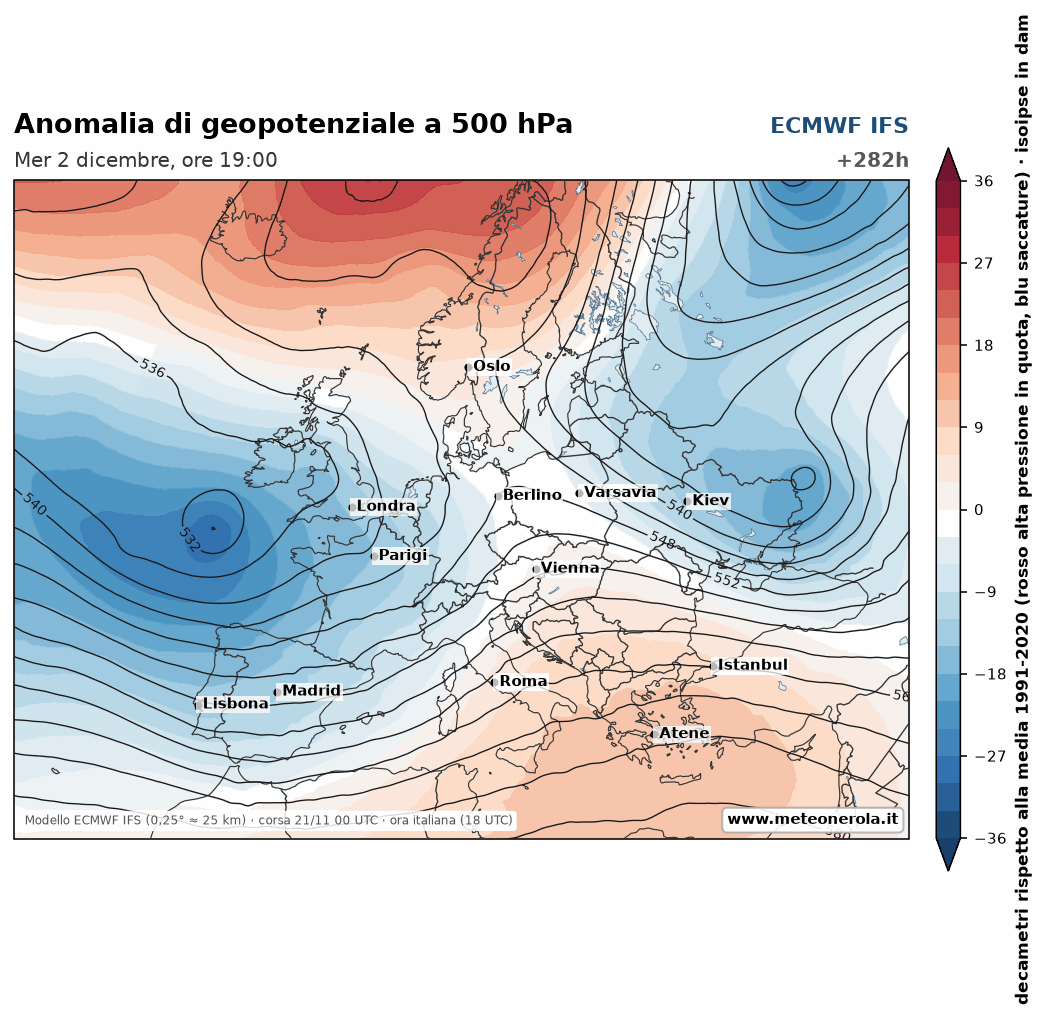 Anomalia di geopotenziale a 500 hPa
ECMWF IFS
Mer 2 dicembre, ore 19:00
+282h
536
Oslo
540
532
Londra
Berlino
Varsavia
Kiev
540
Parigi
548
Vienna
552
Istanbul
Madrid
Roma
Lisbona
56
Atene
Modello ECMWF IFS (0,25° ≈ 25 km) · corsa 21/11 00 UTC · ora italiana (18 UTC)
www.meteonerola.it
36
27
18
9
0
−9
−18
−27
−36
decametri rispetto alla media 1991-2020 (rosso alta pressione in quota, blu saccature) · isoipse in dam